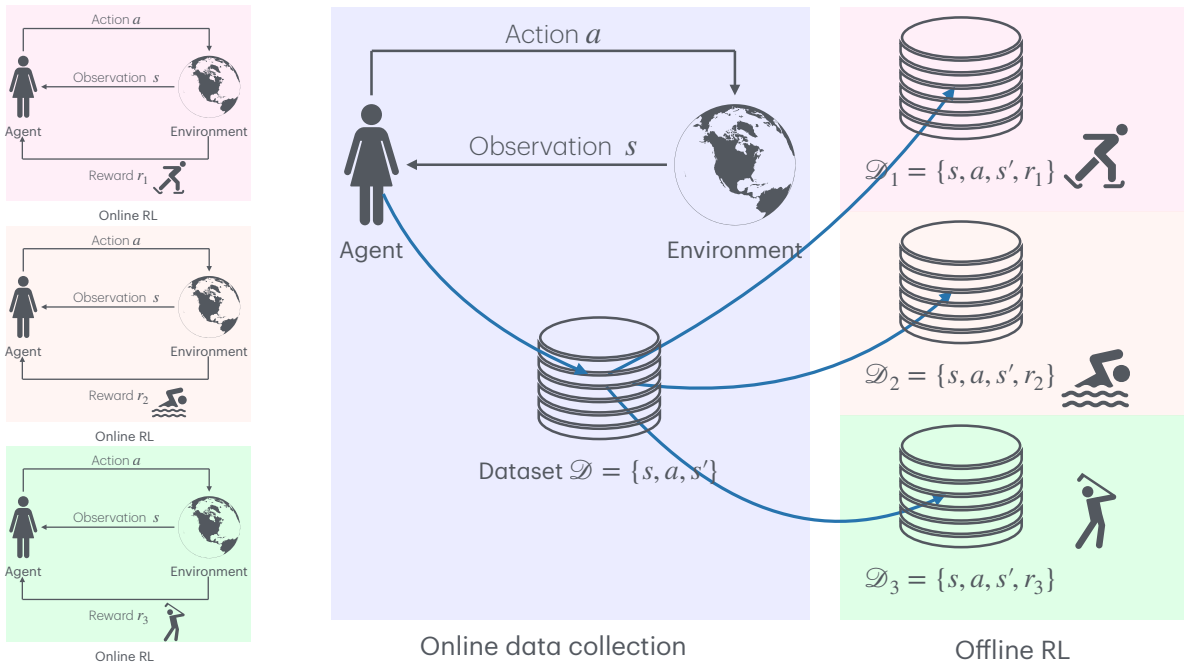 Action a
Observation s
Agent
Environment
Reward r₁
Online RL
Action a
Observation s
Agent
Environment
Reward r₂
Online RL
Action a
Observation s
Agent
Environment
Reward r₃
Online RL
Action a
Observation s
Agent
Environment
Dataset 𝒟 = {s, a, s′}
Online data collection
𝒟₁ = {s, a, s′, r₁}
𝒟₂ = {s, a, s′, r₂}
𝒟₃ = {s, a, s′, r₃}
Offline RL